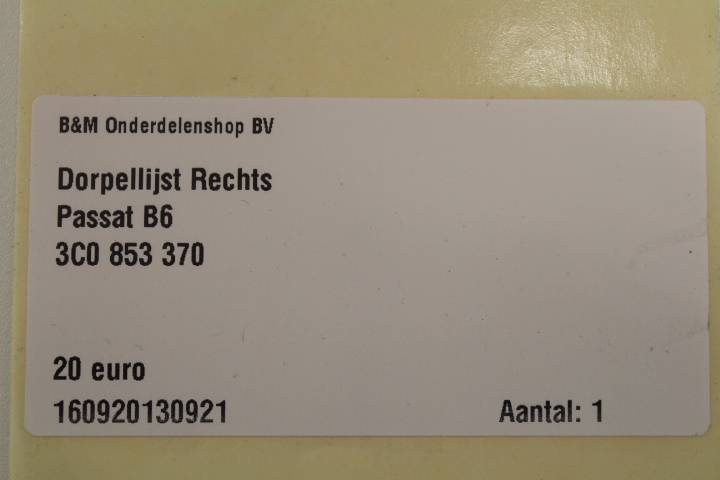 B&M Onderdelenshop BV
Dorpellijst Rechts
Passat B6
3C0 853 370
20 euro
160920130921 Aantal: 1